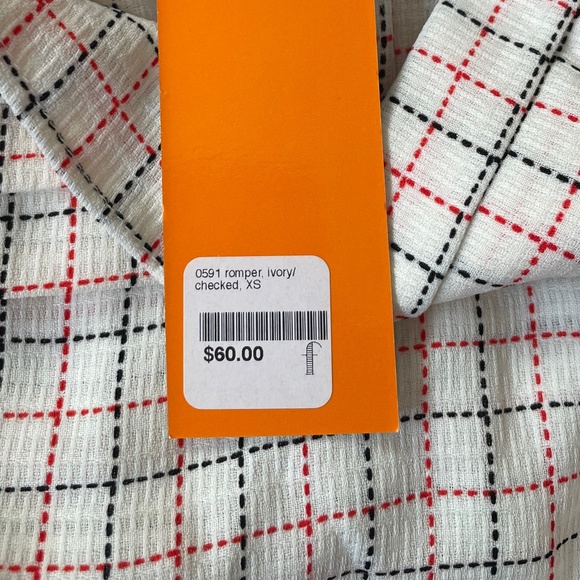 0591 romper, ivory/
checked, XS
$60.00